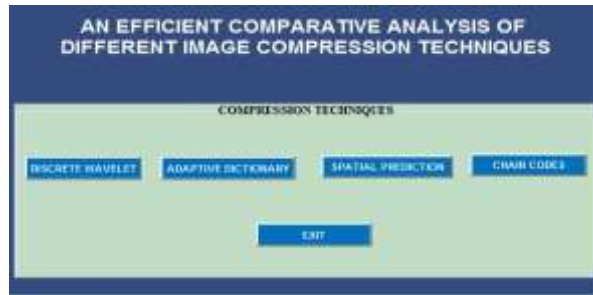 AN EFFICIENT COMPARATIVE ANALYSIS OF
DIFFERENT IMAGE COMPRESSION TECHNIQUES
COMPRESSION TECHNIQUES
DISCRETE WAVELET ADAPTIVE DICTIONARY SPATIAL PREDICTION CHAIN CODES
EXIT